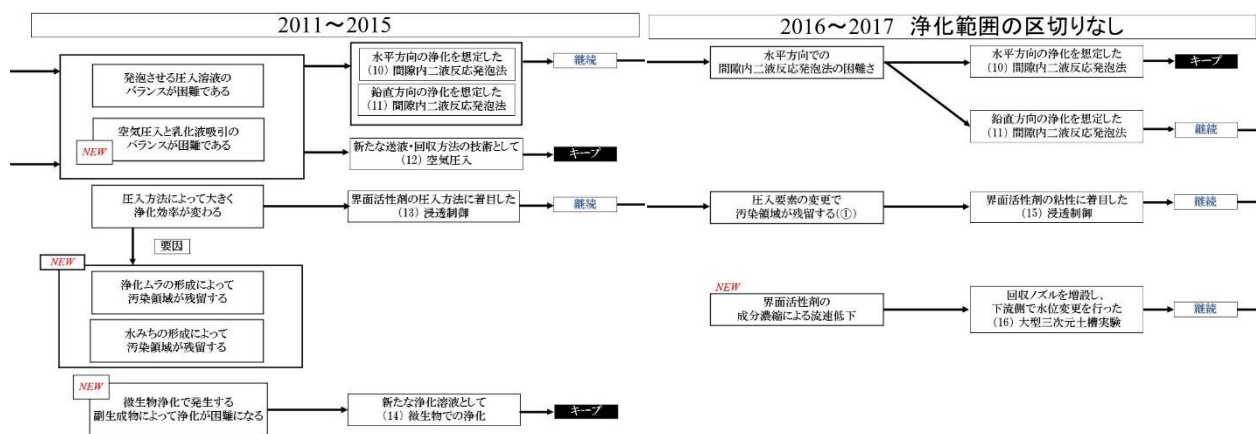 2011～2015
発泡させる圧入溶液の
バランスが困難である
空気圧入と乳化液吸引の
バランスが困難である
NEW
水平方向の浄化を想定した
(10) 間隙内二液反応発泡法
鉛直方向の浄化を想定した
(11) 間隙内二液反応発泡法
継続
新たな送液・回収方法の技術として
(12) 空気圧入
キープ
圧入方法によって大きく
浄化効率が変わる
界面活性剤の圧入方法に着目した
(13) 浸透制御
継続
要因
NEW
浄化ムラの形成によって
汚染領域が残留する
水みちの形成によって
汚染領域が残留する
NEW
微生物浄化で発生する
副生成物によって浄化が困難になる
新たな浄化溶液として
(14) 微生物での浄化
キープ
2016～2017 浄化範囲の区切りなし
水平方向での
間隙内二液反応発泡法の困難さ
水平方向の浄化を想定した
(10) 間隙内二液反応発泡法
キープ
鉛直方向の浄化を想定した
(11) 間隙内二液反応発泡法
継続
圧入要素の変更で
汚染領域が残留する(①)
界面活性剤の粘性に着目した
(15) 浸透制御
継続
NEW
界面活性剤の
成分濃縮による流速低下
回収ノズルを増設し、
下流側で水位変更を行った
(16) 大型三次元土槽実験
継続